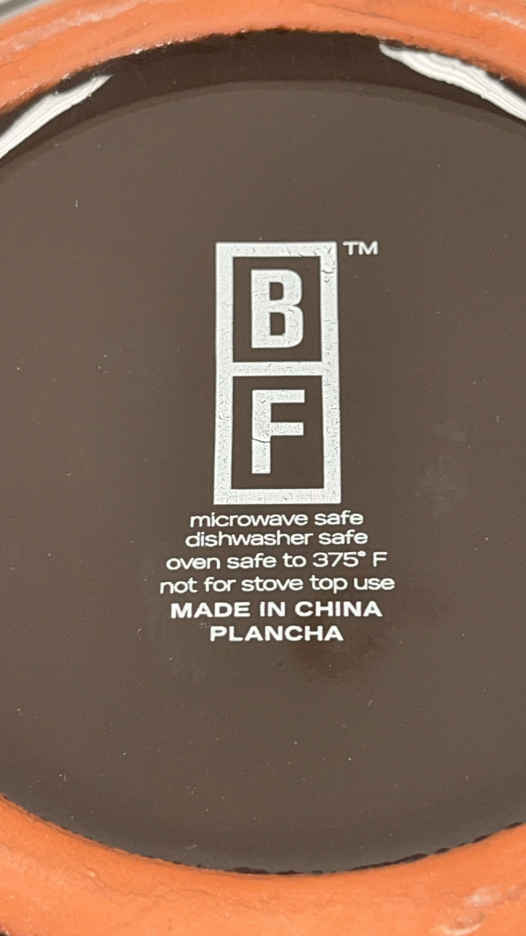 B ™
F
microwave safe
dishwasher safe
oven safe to 375° F
not for stove top use
MADE IN CHINA
PLANCHA